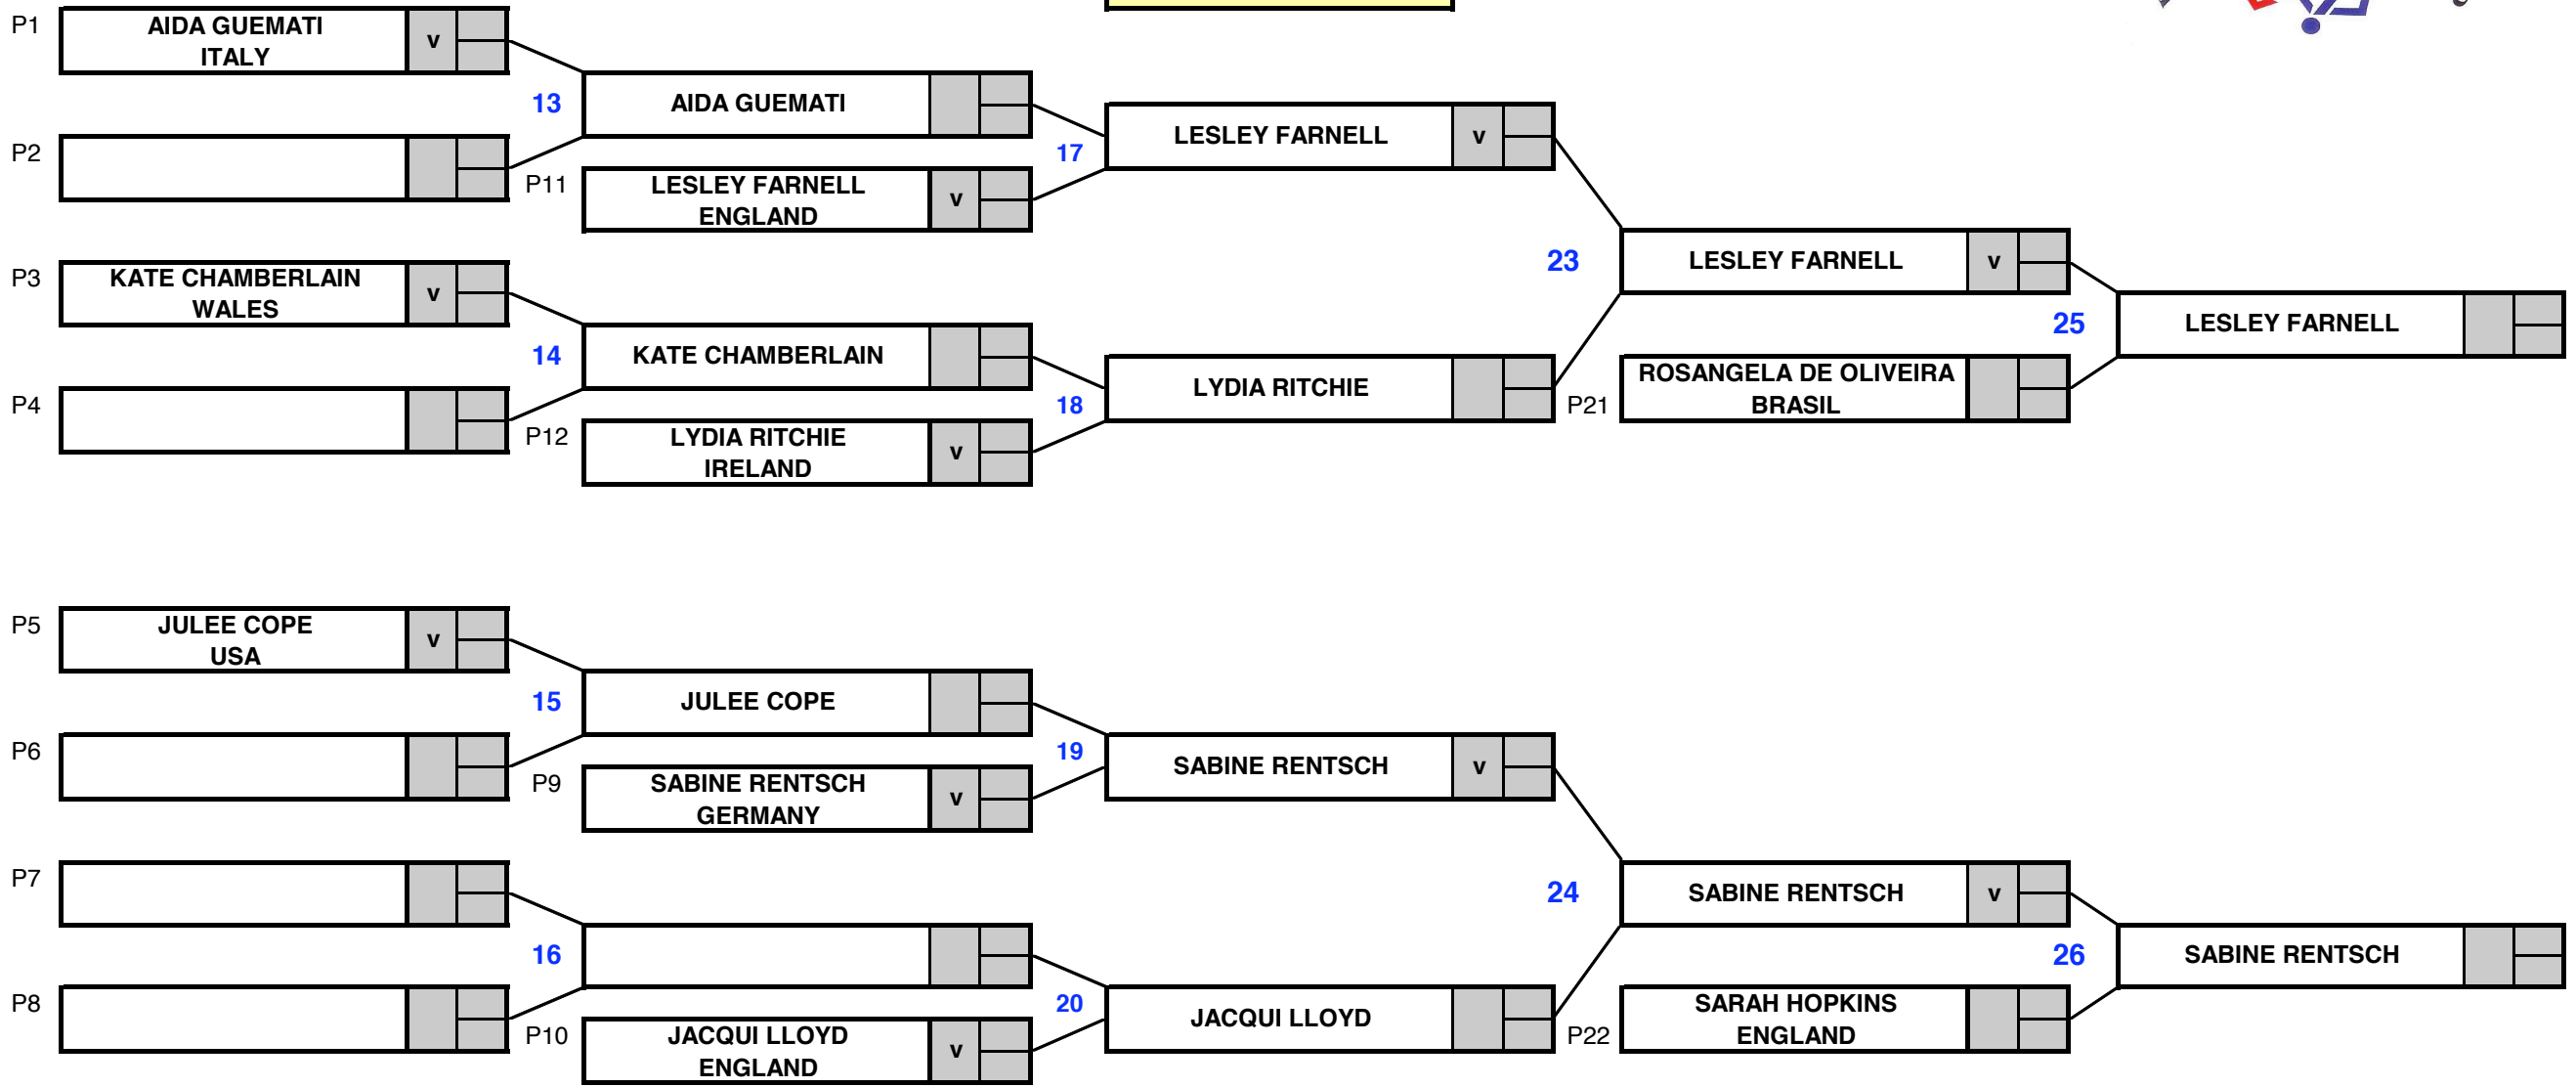 P1
AIDA GUEMATI
ITALY
v
13
AIDA GUEMATI
P2
P11
LESLEY FARNELL
ENGLAND
v
17
LESLEY FARNELL
v
P3
KATE CHAMBERLAIN
WALES
v
14
KATE CHAMBERLAIN
P4
P12
LYDIA RITCHIE
IRELAND
v
18
LYDIA RITCHIE
23
LESLEY FARNELL
v
P21
ROSANGELA DE OLIVEIRA
BRASIL
25
LESLEY FARNELL
P5
JULEE COPE
USA
v
15
JULEE COPE
P6
P9
SABINE RENTSCH
GERMANY
v
19
SABINE RENTSCH
v
P7
16
P8
P10
JACQUI LLOYD
ENGLAND
v
20
JACQUI LLOYD
24
SABINE RENTSCH
v
P22
SARAH HOPKINS
ENGLAND
26
SABINE RENTSCH